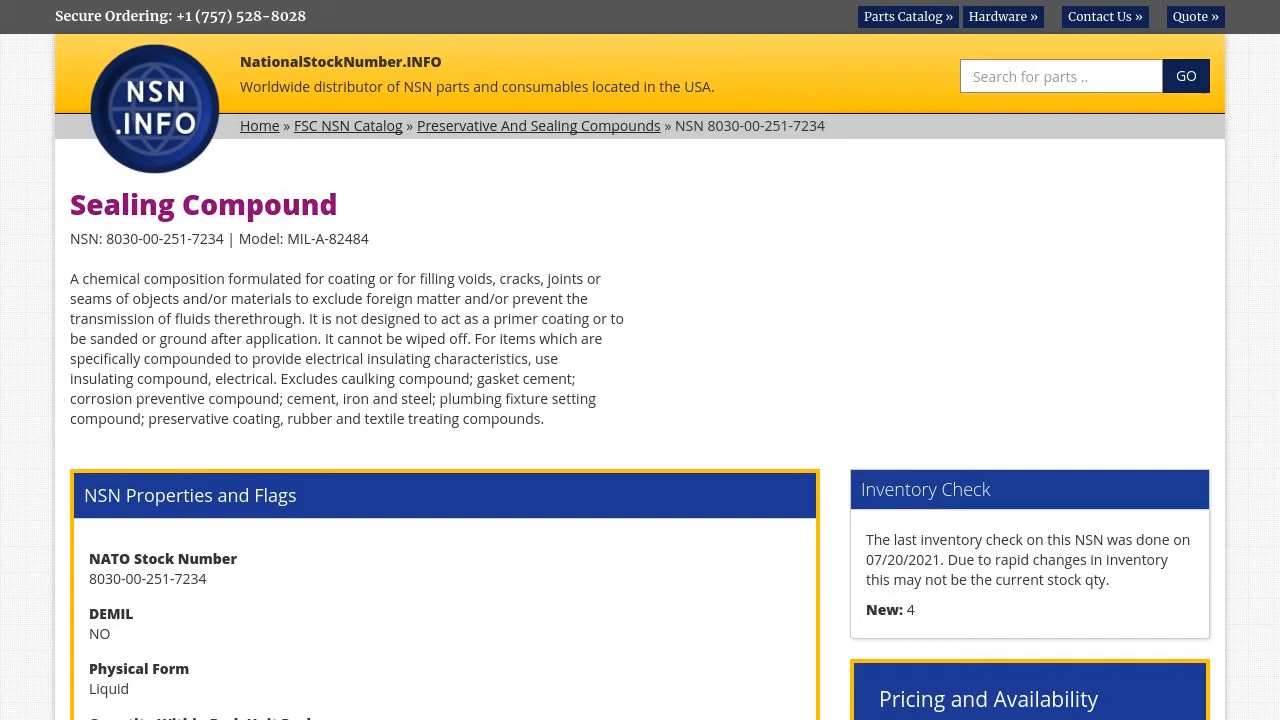 Secure Ordering: +1 (757) 528-8028
Parts Catalog »
Hardware »
Contact Us »
Quote »
NSN
.INFO
NationalStockNumber.INFO
Worldwide distributor of NSN parts and consumables located in the USA.
Search for parts ..
GO
Home » FSC NSN Catalog » Preservative And Sealing Compounds » NSN 8030-00-251-7234
Sealing Compound
NSN: 8030-00-251-7234 | Model: MIL-A-82484
A chemical composition formulated for coating or for filling voids, cracks, joints or
seams of objects and/or materials to exclude foreign matter and/or prevent the
transmission of fluids therethrough. It is not designed to act as a primer coating or to
be sanded or ground after application. It cannot be wiped off. For items which are
specifically compounded to provide electrical insulating characteristics, use
insulating compound, electrical. Excludes caulking compound; gasket cement;
corrosion preventive compound; cement, iron and steel; plumbing fixture setting
compound; preservative coating, rubber and textile treating compounds.
NSN Properties and Flags
NATO Stock Number
8030-00-251-7234
DEMIL
NO
Physical Form
Liquid
Inventory Check
The last inventory check on this NSN was done on
07/20/2021. Due to rapid changes in inventory
this may not be the current stock qty.
New: 4
Pricing and Availability